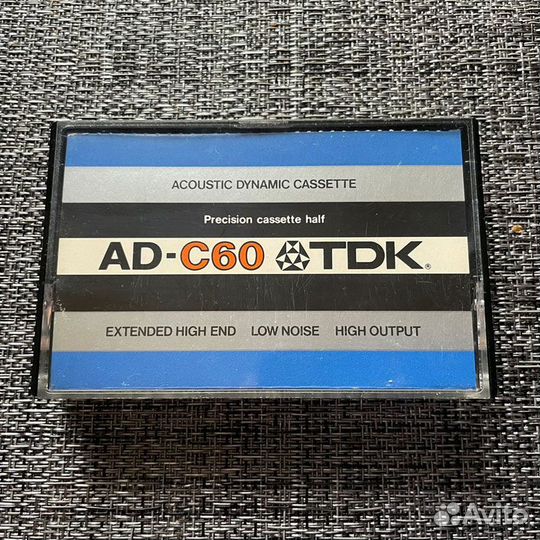 ACOUSTIC DYNAMIC CASSETTE
Precision cassette half
AD-C60 TDK®
EXTENDED HIGH END LOW NOISE HIGH OUTPUT
Avito